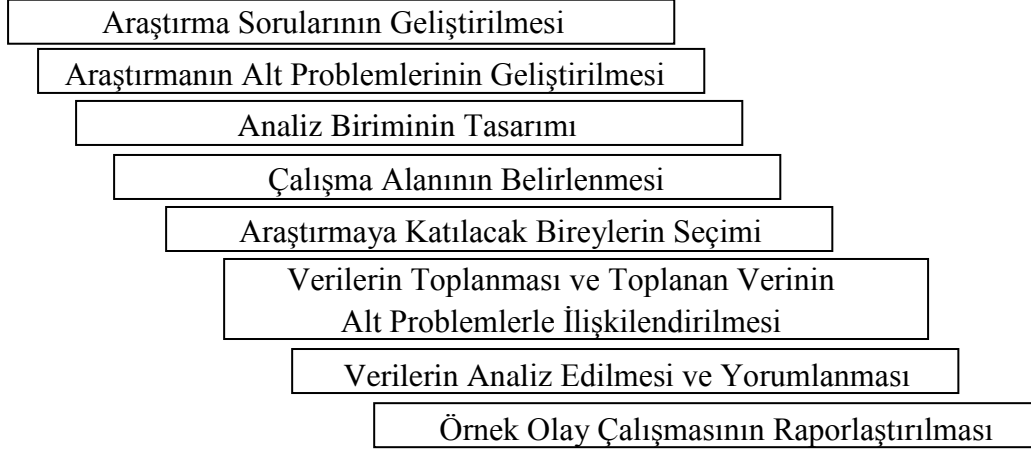 Araştırma Sorularının Geliştirilmesi
Araştırmanın Alt Problemlerinin Geliştirilmesi
Analiz Biriminin Tasarımı
Çalışma Alanının Belirlenmesi
Araştırmaya Katılacak Bireylerin Seçimi
Verilerin Toplanması ve Toplanan Verinin
Alt Problemlerle İlişkilendirilmesi
Verilerin Analiz Edilmesi ve Yorumlanması
Örnek Olay Çalışmasının Raporlaştırılması